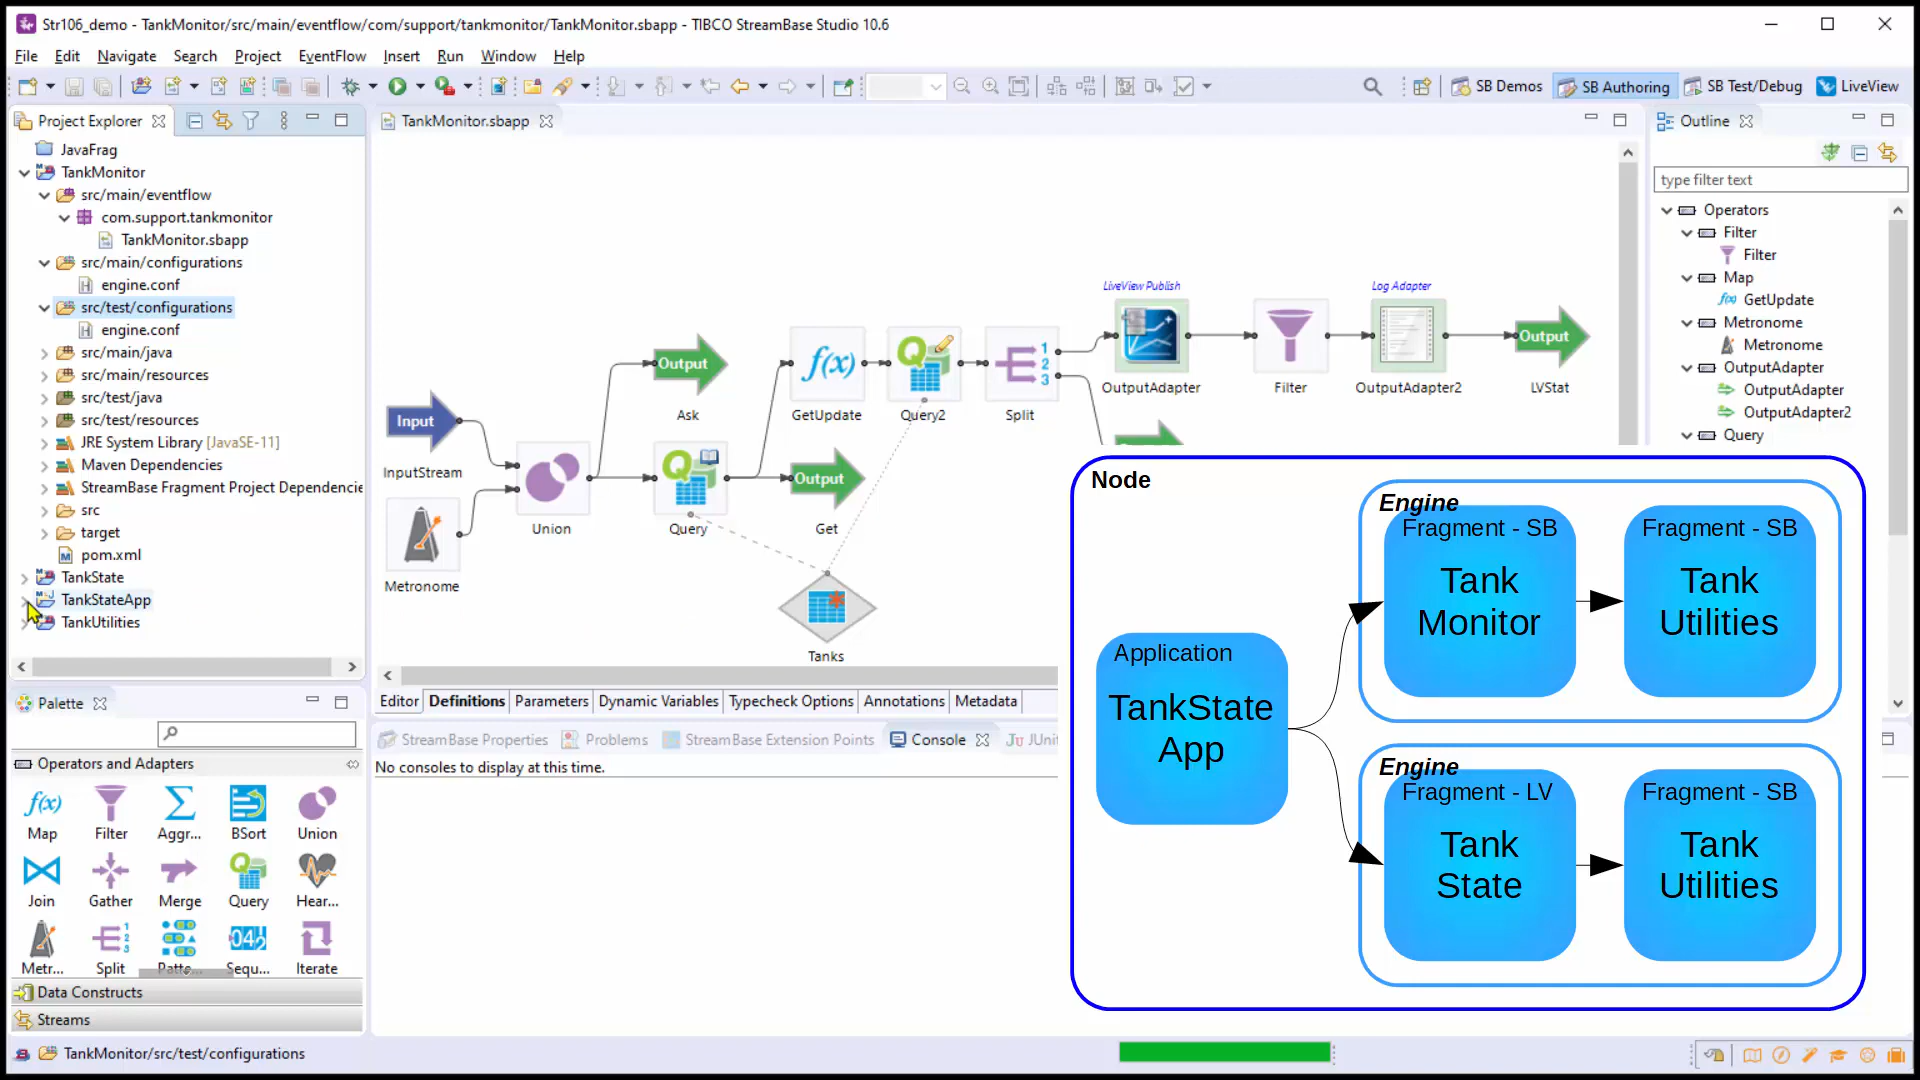 Str106_demo - TankMonitor/src/main/eventflow/com/support/tankmonitor/TankMonitor.sbapp - TIBCO StreamBase Studio 10.6
File Edit Navigate Search Project EventFlow Insert Run Window Help
SB Demos SB Authoring SB Test/Debug LiveView
Project Explorer
JavaFrag
TankMonitor
src/main/eventflow
com.support.tankmonitor
TankMonitor.sbapp
src/main/configurations
engine.conf
src/test/configurations
engine.conf
src/main/java
src/main/resources
src/test/java
src/test/resources
JRE System Library [JavaSE-11]
Maven Dependencies
StreamBase Fragment Project Dependencie
src
target
pom.xml
TankState
TankStateApp
TankUtilities
Palette
Operators and Adapters
f(x)
Map Filter Aggr... BSort Union
Join Gather Merge Query Hear...
Metr... Split Patte... Sequ... Iterate
Data Constructs
Streams
TankMonitor/src/test/configurations
TankMonitor.sbapp
LiveView Publish
Log Adapter
Input
InputStream
Metronome
Union
Output
Ask
Query
f(x)
GetUpdate
Query2
1
2
3
Split
OutputAdapter
Filter
OutputAdapter2
Output
LVStat
Output
Get
Tanks
Editor Definitions Parameters Dynamic Variables Typecheck Options Annotations Metadata
StreamBase Properties Problems StreamBase Extension Points Console JUnit
No consoles to display at this time.
Outline
type filter text
Operators
Filter
Filter
Map
GetUpdate
Metronome
Metronome
OutputAdapter
OutputAdapter
OutputAdapter2
Query
Node
Application
TankState
App
Engine
Fragment - SB
Tank
Monitor
Fragment - SB
Tank
Utilities
Engine
Fragment - LV
Tank
State
Fragment - SB
Tank
Utilities